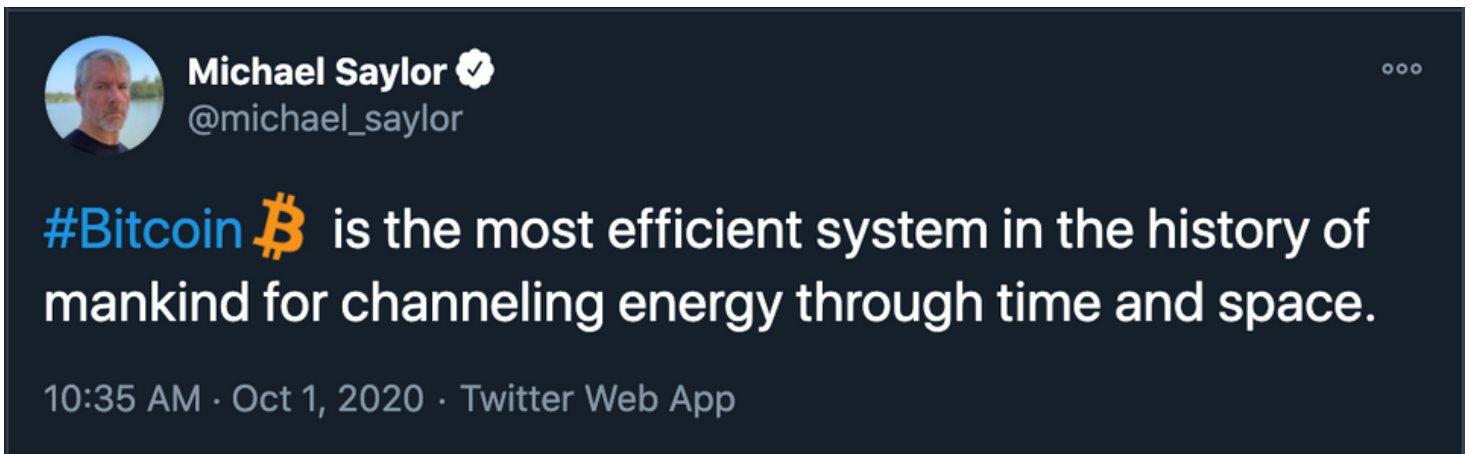 Michael Saylor
@michael_saylor
#Bitcoin is the most efficient system in the history of
mankind for channeling energy through time and space.
10:35 AM · Oct 1, 2020 · Twitter Web App